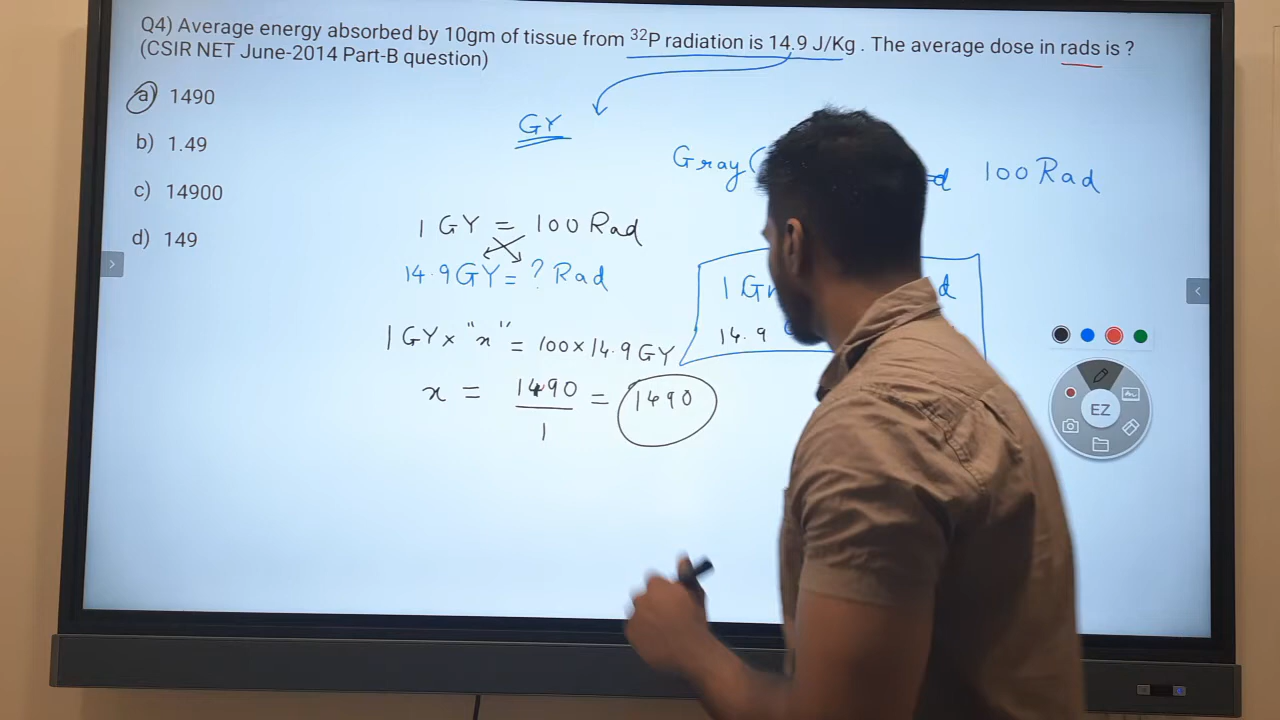 Q4) Average energy absorbed by 10gm of tissue from ³²P radiation is 14.9 J/Kg . The average dose in rads is ?
(CSIR NET June-2014 Part-B question)
a) 1490
b) 1.49
c) 14900
d) 149
GY
Gray( 100 Rad
1 GY = 100 Rad
14.9 GY = ? Rad
1 GY × "x" = 100 × 14.9 GY
x = 1490 / 1 = 1490
1
14.9
EZ